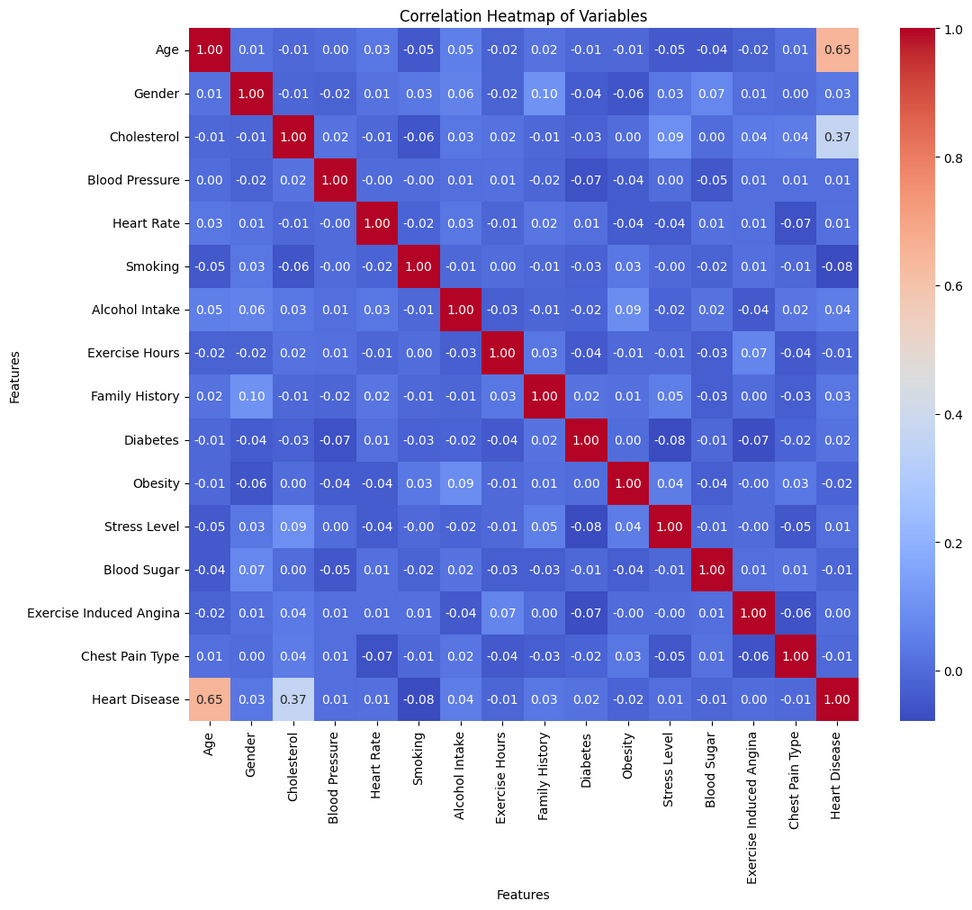 Correlation Heatmap of Variables
Age 1.00 0.01 -0.01 0.00 0.03 -0.05 0.05 -0.02 0.02 -0.01 -0.01 -0.05 -0.04 -0.02 0.01 0.65
Gender 0.01 1.00 -0.01 -0.02 0.01 0.03 0.06 -0.02 0.10 -0.04 -0.06 0.03 0.07 0.01 0.00 0.03
Cholesterol -0.01 -0.01 1.00 0.02 -0.01 -0.06 0.03 0.02 -0.01 -0.03 0.00 0.09 0.00 0.04 0.04 0.37
Blood Pressure 0.00 -0.02 0.02 1.00 -0.00 -0.00 0.01 0.01 -0.02 -0.07 -0.04 0.00 -0.05 0.01 0.01 0.01
Heart Rate 0.03 0.01 -0.01 -0.00 1.00 -0.02 0.03 -0.01 0.02 0.01 -0.04 -0.04 0.01 0.01 -0.07 0.01
Smoking -0.05 0.03 -0.06 -0.00 -0.02 1.00 -0.01 0.00 -0.01 -0.03 0.03 -0.00 -0.02 0.01 -0.01 -0.08
Alcohol Intake 0.05 0.06 0.03 0.01 0.03 -0.01 1.00 -0.03 -0.01 -0.02 0.09 -0.02 0.02 -0.04 0.02 0.04
Exercise Hours -0.02 -0.02 0.02 0.01 -0.01 0.00 -0.03 1.00 0.03 -0.04 -0.01 -0.01 -0.03 0.07 -0.04 -0.01
Family History 0.02 0.10 -0.01 -0.02 0.02 -0.01 -0.01 0.03 1.00 0.02 0.01 0.05 -0.03 0.00 -0.03 0.03
Diabetes -0.01 -0.04 -0.03 -0.07 0.01 -0.03 -0.02 -0.04 0.02 1.00 0.00 -0.08 -0.01 -0.07 -0.02 0.02
Obesity -0.01 -0.06 0.00 -0.04 -0.04 0.03 0.09 -0.01 0.01 0.00 1.00 0.04 -0.04 -0.00 0.03 -0.02
Stress Level -0.05 0.03 0.09 0.00 -0.04 -0.00 -0.02 -0.01 0.05 -0.08 0.04 1.00 -0.01 -0.00 -0.05 0.01
Blood Sugar -0.04 0.07 0.00 -0.05 0.01 -0.02 0.02 -0.03 -0.03 -0.01 -0.04 -0.01 1.00 0.01 0.01 -0.01
Exercise Induced Angina -0.02 0.01 0.04 0.01 0.01 0.01 -0.04 0.07 0.00 -0.07 -0.00 -0.00 0.01 1.00 -0.06 0.00
Chest Pain Type 0.01 0.00 0.04 0.01 -0.07 -0.01 0.02 -0.04 -0.03 -0.02 0.03 -0.05 0.01 -0.06 1.00 -0.01
Heart Disease 0.65 0.03 0.37 0.01 0.01 -0.08 0.04 -0.01 0.03 0.02 -0.02 0.01 -0.01 0.00 -0.01 1.00
Features
Age
Gender
Cholesterol
Blood Pressure
Heart Rate
Smoking
Alcohol Intake
Exercise Hours
Family History
Diabetes
Obesity
Stress Level
Blood Sugar
Exercise Induced Angina
Chest Pain Type
Heart Disease
Features
1.0
0.8
0.6
0.4
0.2
0.0